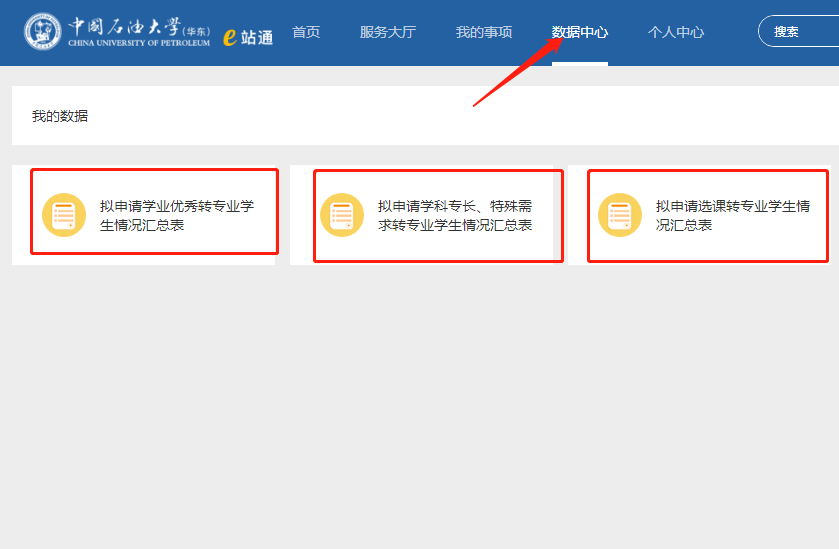 中国石油大学(华东)
CHINA UNIVERSITY OF PETROLEUM
e站通
首页
服务大厅
我的事项
数据中心
个人中心
搜索
我的数据
拟申请学业优秀转专业学
生情况汇总表
拟申请学科专长、特殊需
求转专业学生情况汇总表
拟申请选课转专业学生情
况汇总表